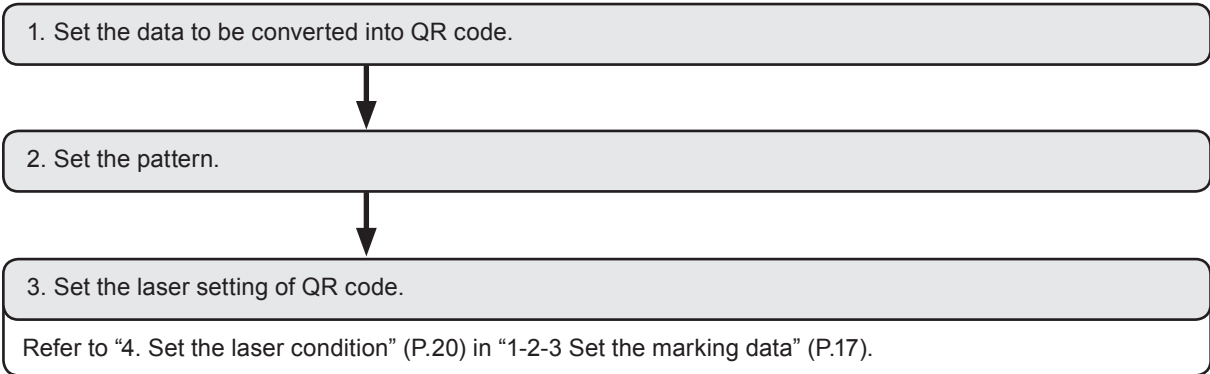 1. Set the data to be converted into QR code.
2. Set the pattern.
3. Set the laser setting of QR code.
Refer to “4. Set the laser condition” (P.20) in “1-2-3 Set the marking data” (P.17).